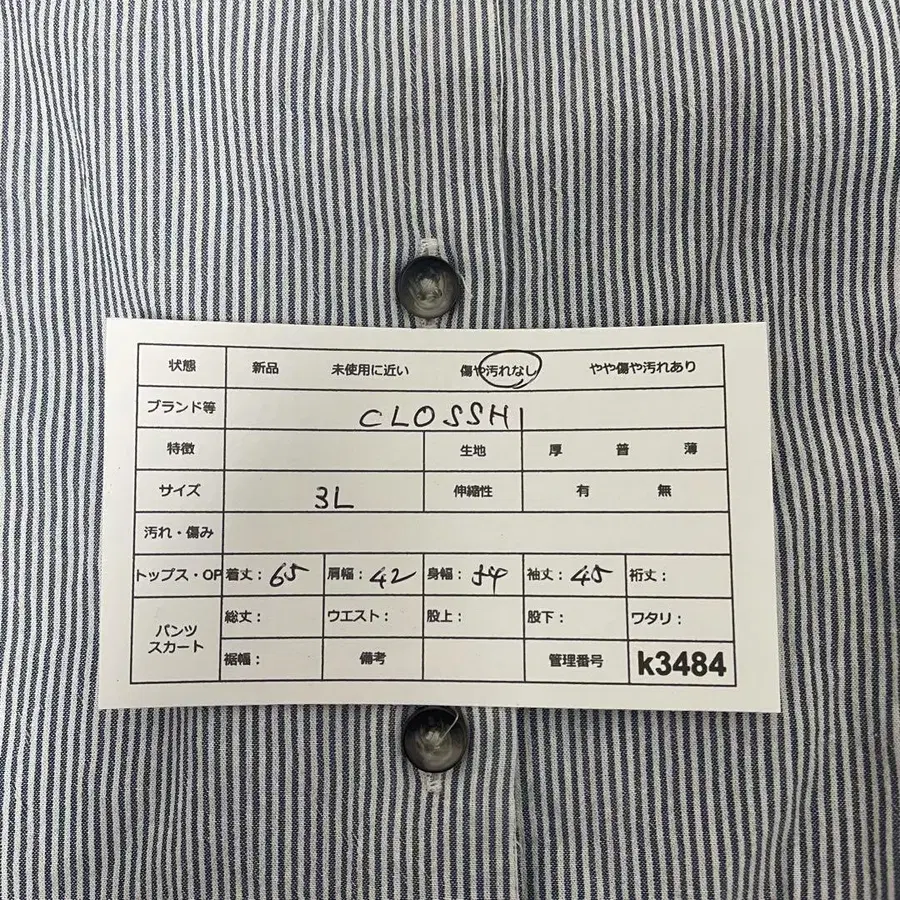 状態 新品 未使用に近い 傷や汚れなし やや傷や汚れあり
ブランド等 CLOSSHI
特徴 生地 厚 普 薄
サイズ 3L 伸縮性 有 無
汚れ・傷み
トップス・OP 着丈：65 肩幅：42 身幅：54 袖丈：45 裄丈：
パンツ 総丈： ウエスト： 股上： 股下： ワタリ：
スカート 裾幅： 備考 管理番号 k3484